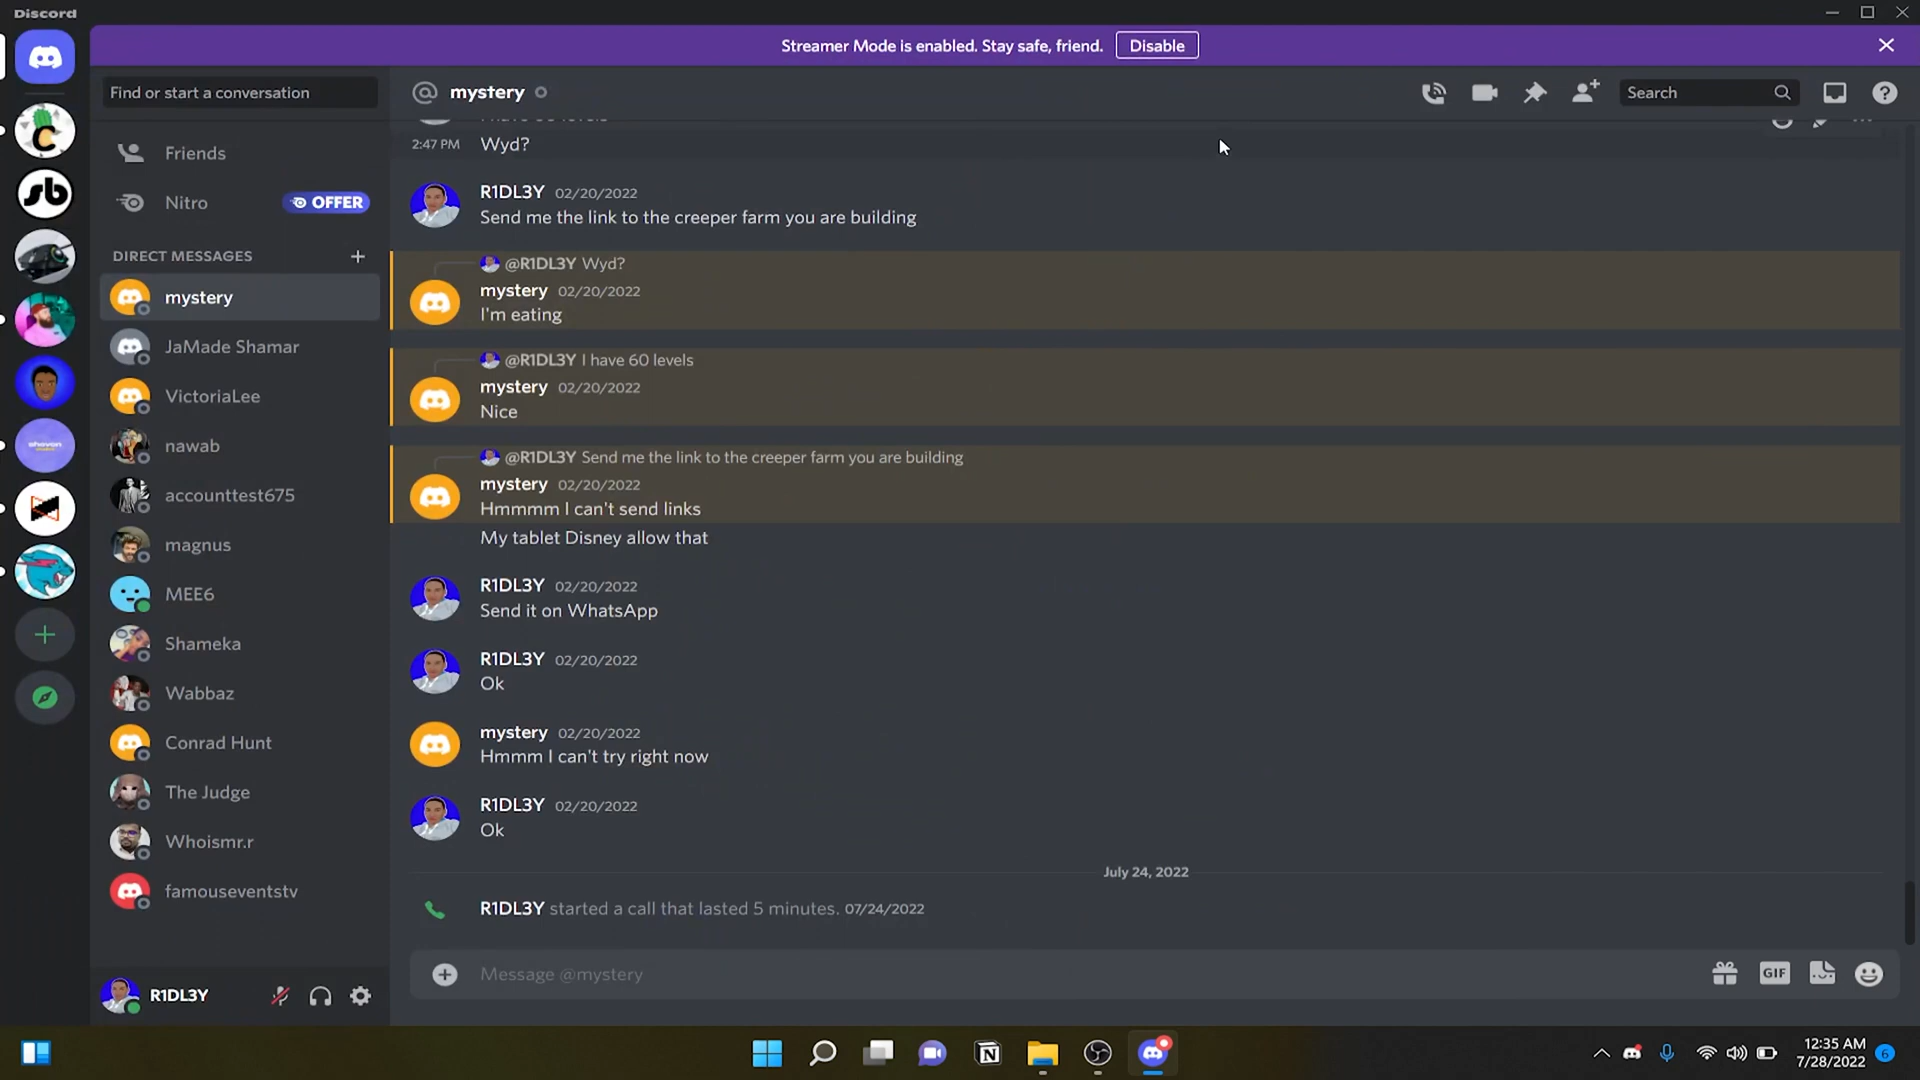 Discord
Streamer Mode is enabled. Stay safe, friend.
Disable
Find or start a conversation
mystery
Search
Friends
Nitro
OFFER
DIRECT MESSAGES
mystery
JaMade Shamar
VictoriaLee
nawab
accounttest675
magnus
MEE6
Shameka
Wabbaz
Conrad Hunt
The Judge
Whoismr.r
famouseventstv
R1DL3Y
2:47 PM Wyd?
R1DL3Y 02/20/2022
Send me the link to the creeper farm you are building
@R1DL3Y Wyd?
mystery 02/20/2022
I'm eating
@R1DL3Y I have 60 levels
mystery 02/20/2022
Nice
@R1DL3Y Send me the link to the creeper farm you are building
mystery 02/20/2022
Hmmmm I can't send links
My tablet Disney allow that
R1DL3Y 02/20/2022
Send it on WhatsApp
R1DL3Y 02/20/2022
Ok
mystery 02/20/2022
Hmmm I can't try right now
R1DL3Y 02/20/2022
Ok
July 24, 2022
R1DL3Y started a call that lasted 5 minutes. 07/24/2022
Message @mystery
GIF
12:35 AM
7/28/2022
6